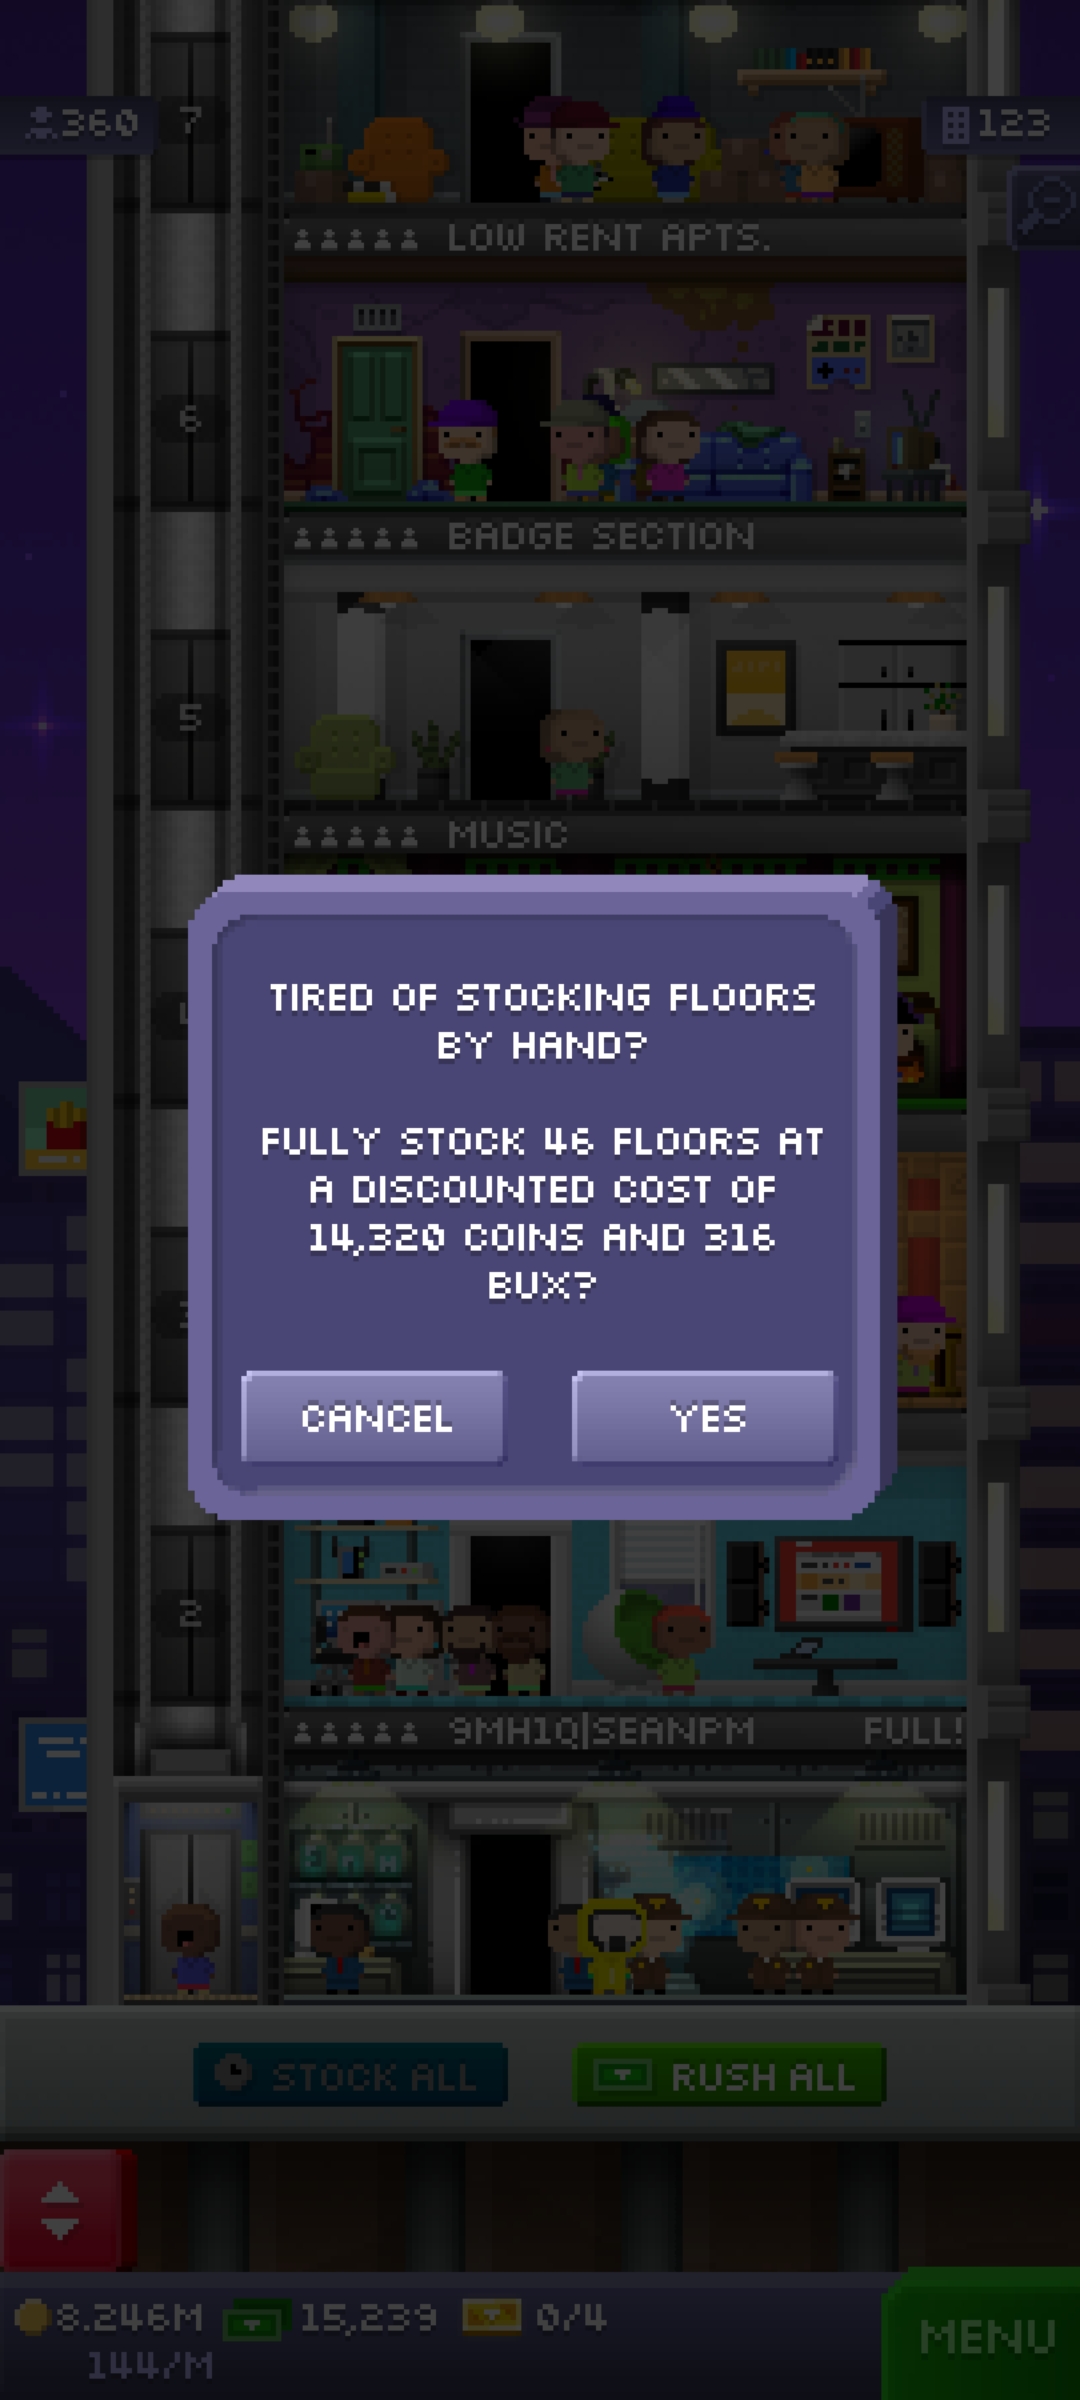 360
7
123
LOW RENT APTS.
6
BADGE SECTION
5
MUSIC
TIRED OF STOCKING FLOORS
BY HAND?
FULLY STOCK 46 FLOORS AT
A DISCOUNTED COST OF
14,320 COINS AND 316
BUX?
CANCEL
YES
2
9MH1Q|SEANPM
FULL!
STOCK ALL
RUSH ALL
8.246M
15,239
0/4
144/M
MENU